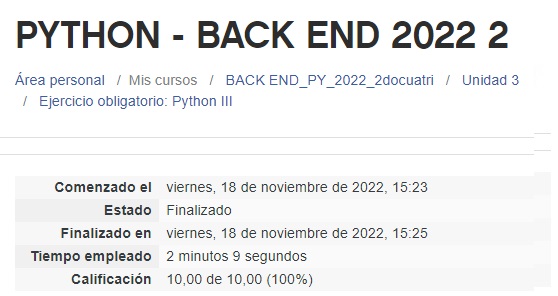 PYTHON - BACK END 2022 2
Área personal / Mis cursos / BACK END_PY_2022_2docuatri / Unidad 3
/ Ejercicio obligatorio: Python III
Comenzado el viernes, 18 de noviembre de 2022, 15:23
Estado Finalizado
Finalizado en viernes, 18 de noviembre de 2022, 15:25
Tiempo empleado 2 minutos 9 segundos
Calificación 10,00 de 10,00 (100%)